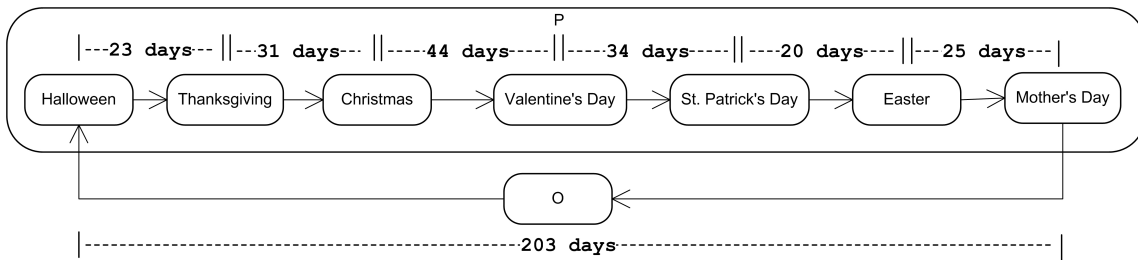 P
|---23 days----||---31 days---||----44 days----||----34 days----||---20 days---||---25 days---|
Halloween Thanksgiving Christmas Valentine's Day St. Patrick's Day Easter Mother's Day
O
|--------------------------------------------203 days---------------------------------------------|